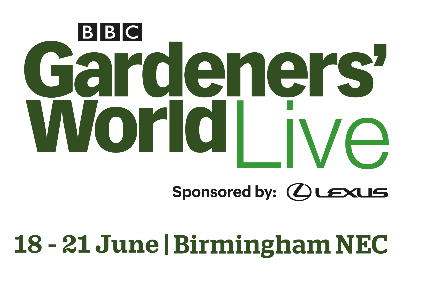 BBC
Gardeners'
World Live
Sponsored by: LEXUS
18 - 21 June | Birmingham NEC